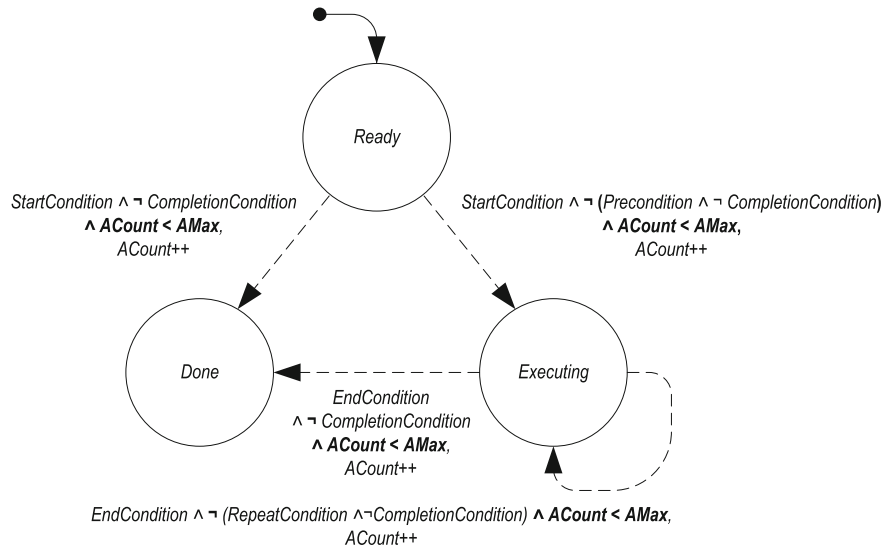 Ready
StartCondition ∧ ¬ CompletionCondition
∧ ACount < AMax,
ACount++
StartCondition ∧ ¬ (Precondition ∧ ¬ CompletionCondition)
∧ ACount < AMax,
ACount++
Done
Executing
EndCondition
∧ ¬ CompletionCondition
∧ ACount < AMax,
ACount++
EndCondition ∧ ¬ (RepeatCondition ∧¬CompletionCondition) ∧ ACount < AMax,
ACount++